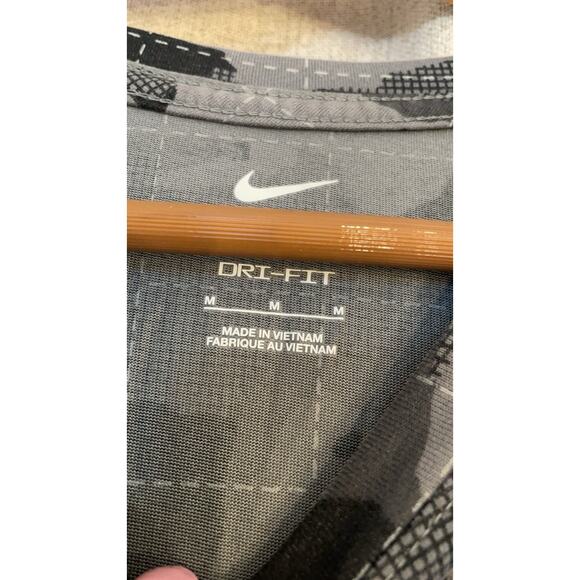 DRI-FIT
M M M
MADE IN VIETNAM
FABRIQUE AU VIETNAM